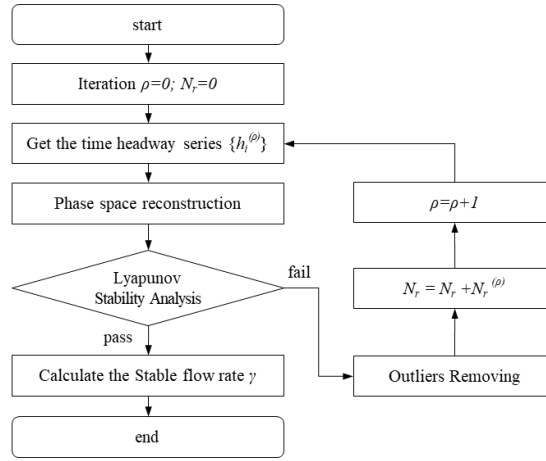 start
Iteration ρ=0; Nᵣ=0
Get the time headway series {hᵢ⁽ᵖ⁾}
Phase space reconstruction
Lyapunov
Stability Analysis
fail
pass
Calculate the Stable flow rate γ
end
Outliers Removing
Nᵣ = Nᵣ +Nᵣ ⁽ᵖ⁾
ρ=ρ+1